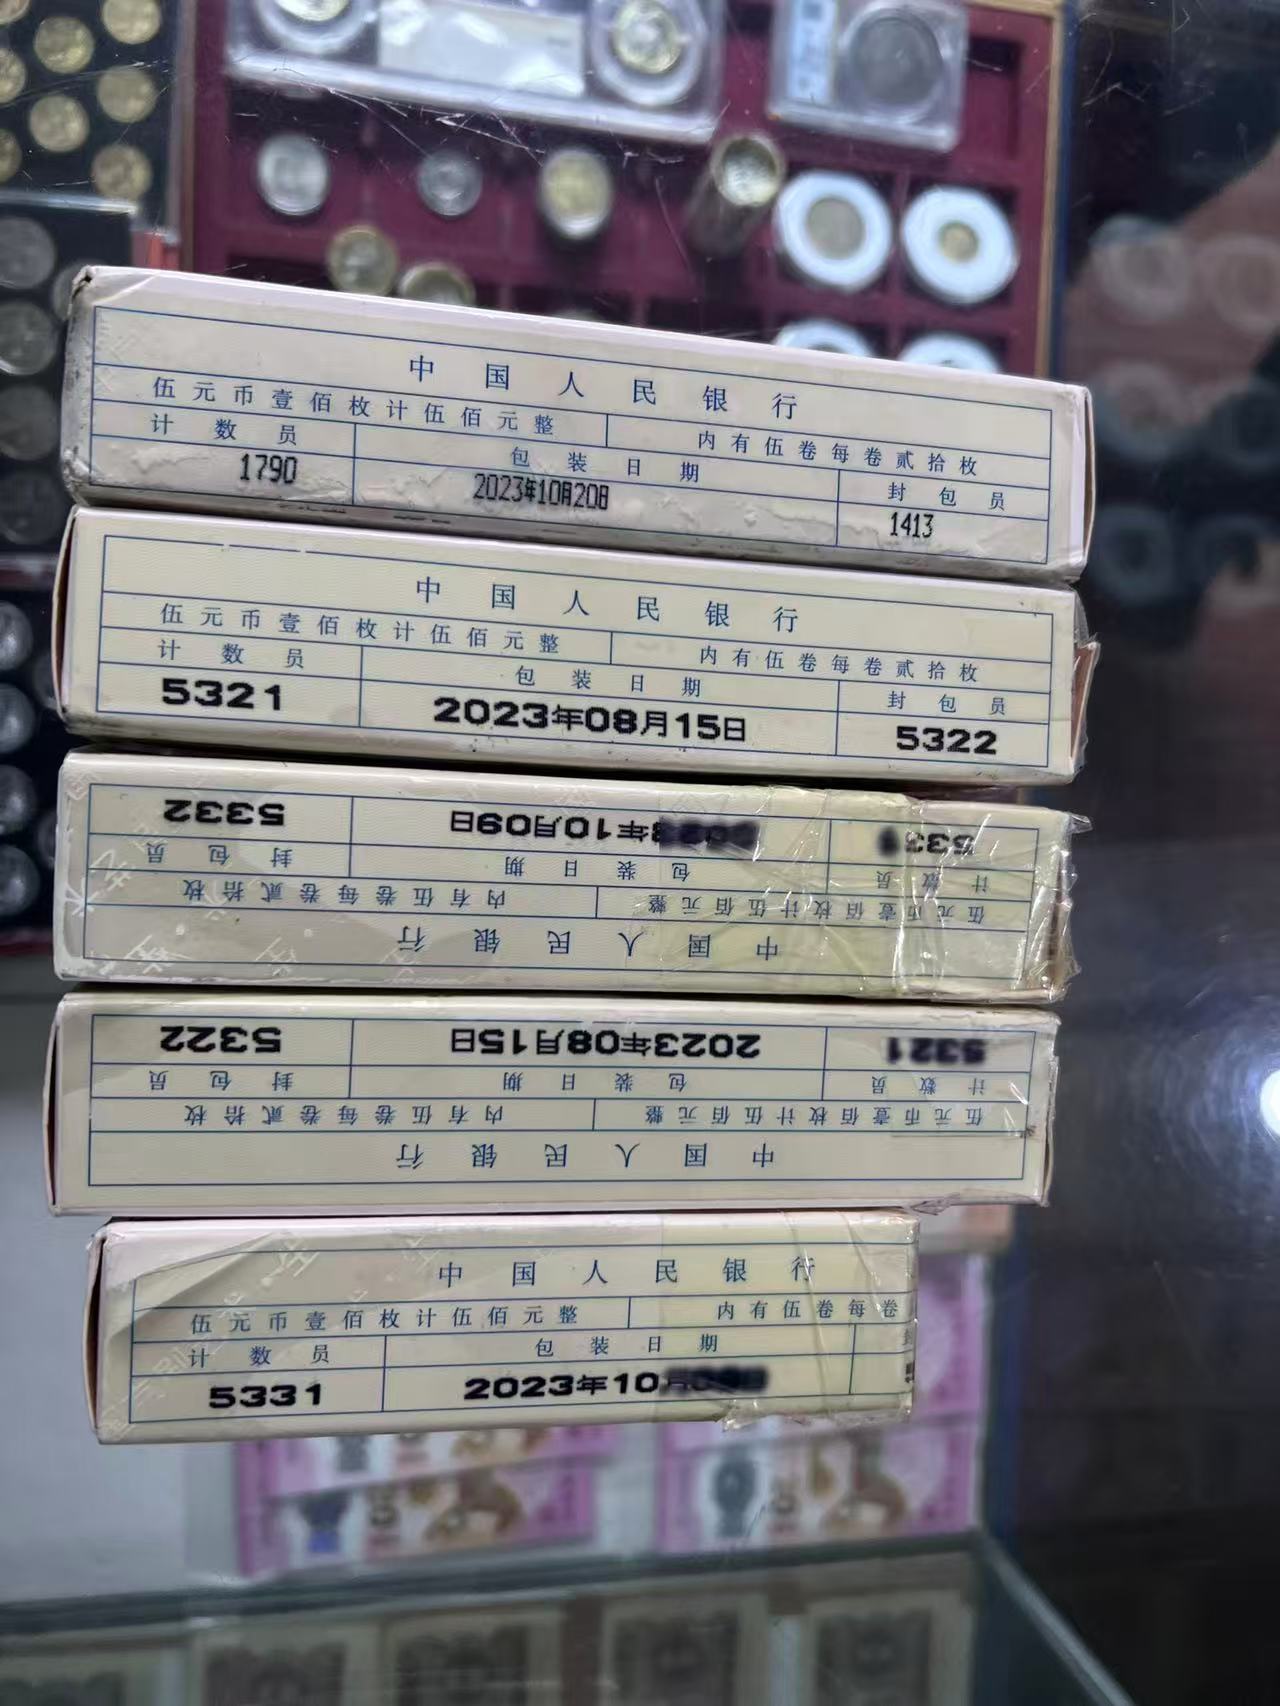 中国人民银行
伍元币壹佰枚计伍佰元整 内有伍卷每卷贰拾枚
计数员 包装日期 封包员
1790 2023年10月20日 1413
中国人民银行
伍元币壹佰枚计伍佰元整 内有伍卷每卷贰拾枚
计数员 包装日期 封包员
5321 2023年08月15日 5322
中国人民银行
伍元币壹佰枚计伍佰元整 内有伍卷每卷贰拾枚
计数员 包装日期 封包员
5331 年10月09日 5332
中国人民银行
伍元币壹佰枚计伍佰元整 内有伍卷每卷贰拾枚
计数员 包装日期 封包员
5321 2023年08月15日 5322
中国人民银行
伍元币壹佰枚计伍佰元整 内有伍卷每卷
计数员 包装日期
5331 2023年10月